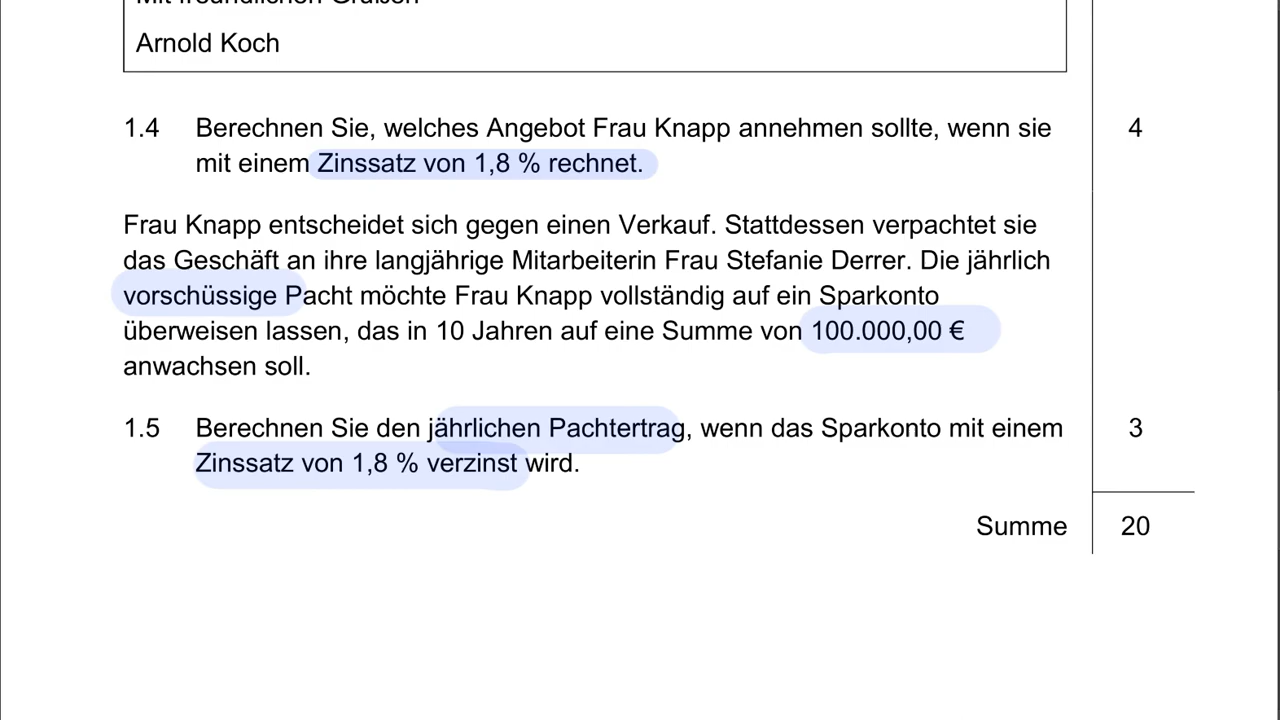 Mit freundlichen Grüßen
Arnold Koch
1.4 Berechnen Sie, welches Angebot Frau Knapp annehmen sollte, wenn sie 4
mit einem Zinssatz von 1,8 % rechnet.
Frau Knapp entscheidet sich gegen einen Verkauf. Stattdessen verpachtet sie
das Geschäft an ihre langjährige Mitarbeiterin Frau Stefanie Derrer. Die jährlich
vorschüssige Pacht möchte Frau Knapp vollständig auf ein Sparkonto
überweisen lassen, das in 10 Jahren auf eine Summe von 100.000,00 €
anwachsen soll.
1.5 Berechnen Sie den jährlichen Pachtertrag, wenn das Sparkonto mit einem 3
Zinssatz von 1,8 % verzinst wird.
Summe 20